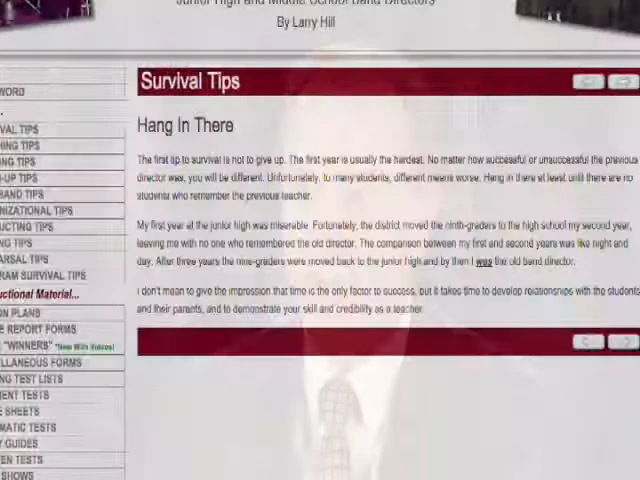 Junior High and Middle School Band Directors
By Larry Hill
WORD
Survival Tips
VAL TIPS
HING TIPS
NG TIPS
-UP TIPS
BAND TIPS
NIZATIONAL TIPS
UCTING TIPS
NG TIPS
ARSAL TIPS
RAM SURVIVAL TIPS
uctional Material...
ON PLANS
E REPORT FORMS
"WINNERS" "New With Videos!
LLANEOUS FORMS
NG TEST LISTS
MENT TESTS
E SHEETS
MATIC TESTS
Y GUIDES
EN TESTS
SHOWS
Hang In There
The first tip to survival is not to give up. The first year is usually the hardest. No matter how successful or unsuccessful the previous
director was, you will be different. Unfortunately, to many students, different means worse. Hang in there at least until there are no
students who remember the previous teacher.
My first year at the junior high was miserable. Fortunately, the district moved the ninth-graders to the high school my second year,
leaving me with no one who remembered the old director. The comparison between my first and second years was like night and
day. After three years the nine-graders were moved back to the junior high and by then I was the old band director.
I don't mean to give the impression that time is the only factor to success, but it takes time to develop relationships with the students
and their parents, and to demonstrate your skill and credibility as a teacher.